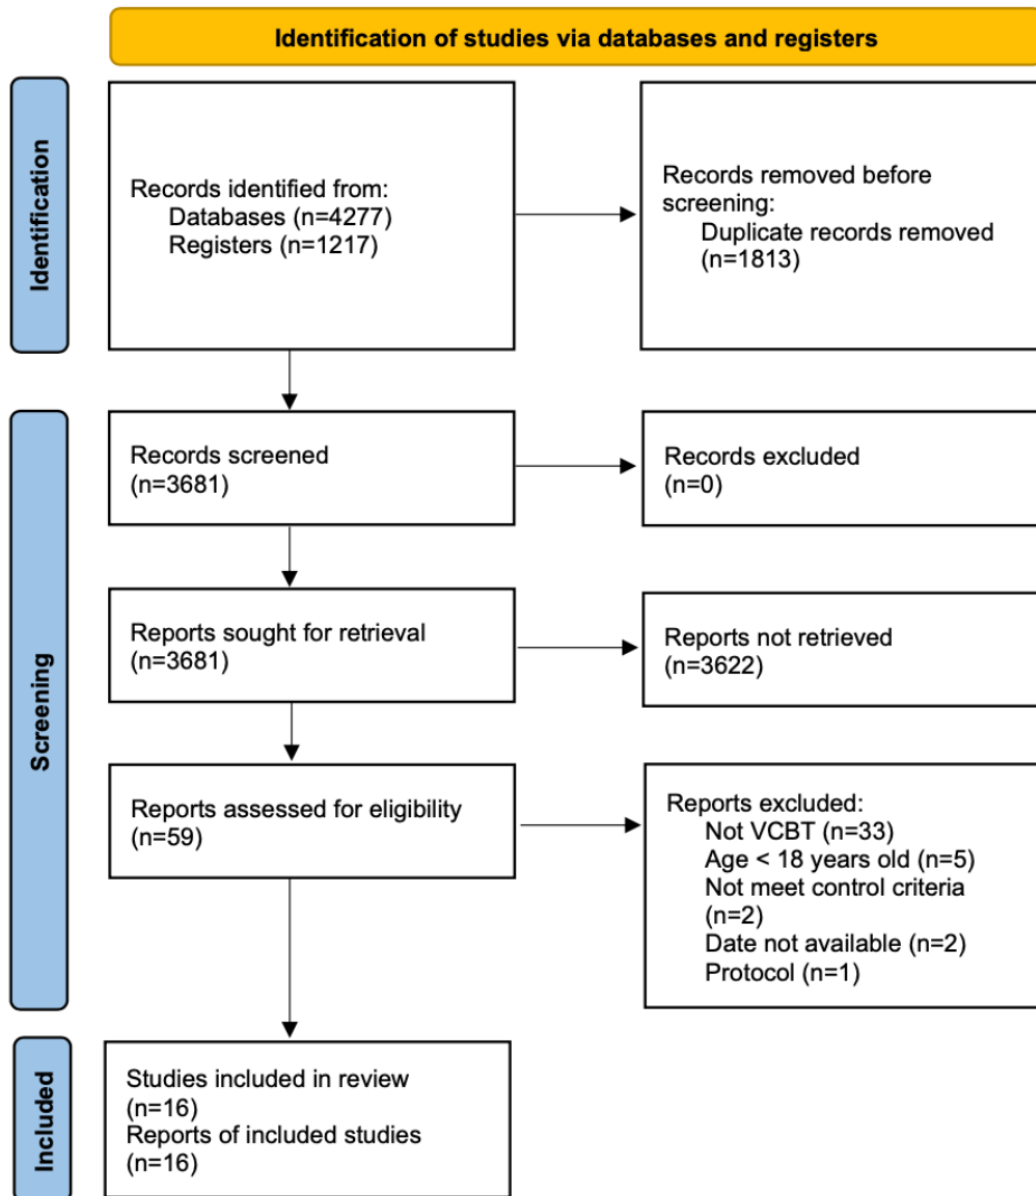 Identification of studies via databases and registers
Identification
Records identified from:
Databases (n=4277)
Registers (n=1217)
Records removed before
screening:
Duplicate records removed
(n=1813)
Screening
Records screened
(n=3681)
Records excluded
(n=0)
Reports sought for retrieval
(n=3681)
Reports not retrieved
(n=3622)
Reports assessed for eligibility
(n=59)
Reports excluded:
Not VCBT (n=33)
Age < 18 years old (n=5)
Not meet control criteria
(n=2)
Date not available (n=2)
Protocol (n=1)
Included
Studies included in review
(n=16)
Reports of included studies
(n=16)